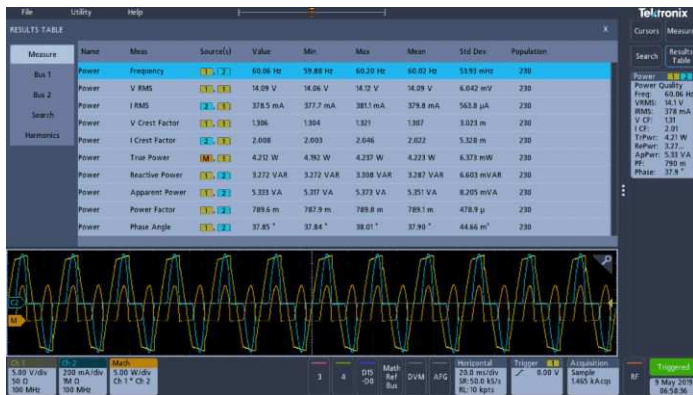 File Utility Help Tektronix
RESULTS TABLE X
Cursors Measure
Search Results Table
Measure
Bus 1
Bus 2
Search
Harmonics
Name Meas Source(s) Value Min Max Mean Std Dev Population
Power Frequency 1, 2 60.06 Hz 59.88 Hz 60.20 Hz 60.02 Hz 53.93 mHz 230
Power V RMS 1, 1 14.09 V 14.06 V 14.12 V 14.09 V 6.042 mV 230
Power I RMS 2, 1 378.5 mA 377.7 mA 381.1 mA 379.8 mA 563.8 µA 230
Power V Crest Factor 1, 1 1.306 1.304 1.321 1.307 3.023 m 230
Power I Crest Factor 2, 1 2.008 2.003 2.046 2.022 5.328 m 230
Power True Power M, 1 4.212 W 4.192 W 4.237 W 4.223 W 6.373 mW 230
Power Reactive Power 1, 2 3.272 VAR 3.272 VAR 3.308 VAR 3.287 VAR 6.603 mVAR 230
Power Apparent Power 1, 2 5.333 VA 5.317 VA 5.373 VA 5.351 VA 8.205 mVA 230
Power Power Factor 1, 2 789.6 m 787.9 m 789.8 m 789.1 m 478.9 µ 230
Power Phase Angle 1, 2 37.85 ° 37.84 ° 38.01 ° 37.90 ° 44.66 m° 230
Power 1 2
Power Quality
Freq: 60.06 Hz
VRMS: 14.1 V
IRMS: 378 mA
V CF: 1.31
I CF: 2.01
TrPwr: 4.21 W
RePwr: 3.27...
ApPwr: 5.33 VA
PF: 790 m
Phase: 37.9 °
C2
M
Ch 1
5.00 V/div
50 Ω
100 MHz
Ch 2
200 mA/div
1M Ω
100 MHz
Math
5.00 W/div
Ch 1 * Ch 2
3 4 D15 -D0 Math Ref Bus DVM AFG
Horizontal
20.0 ms/div
SR: 50.0 kS/s
RL: 10 kpts
Trigger 1
0.00 V
Acquisition
Sample
1.465 kAcqs
RF
Triggered
9 May 2019